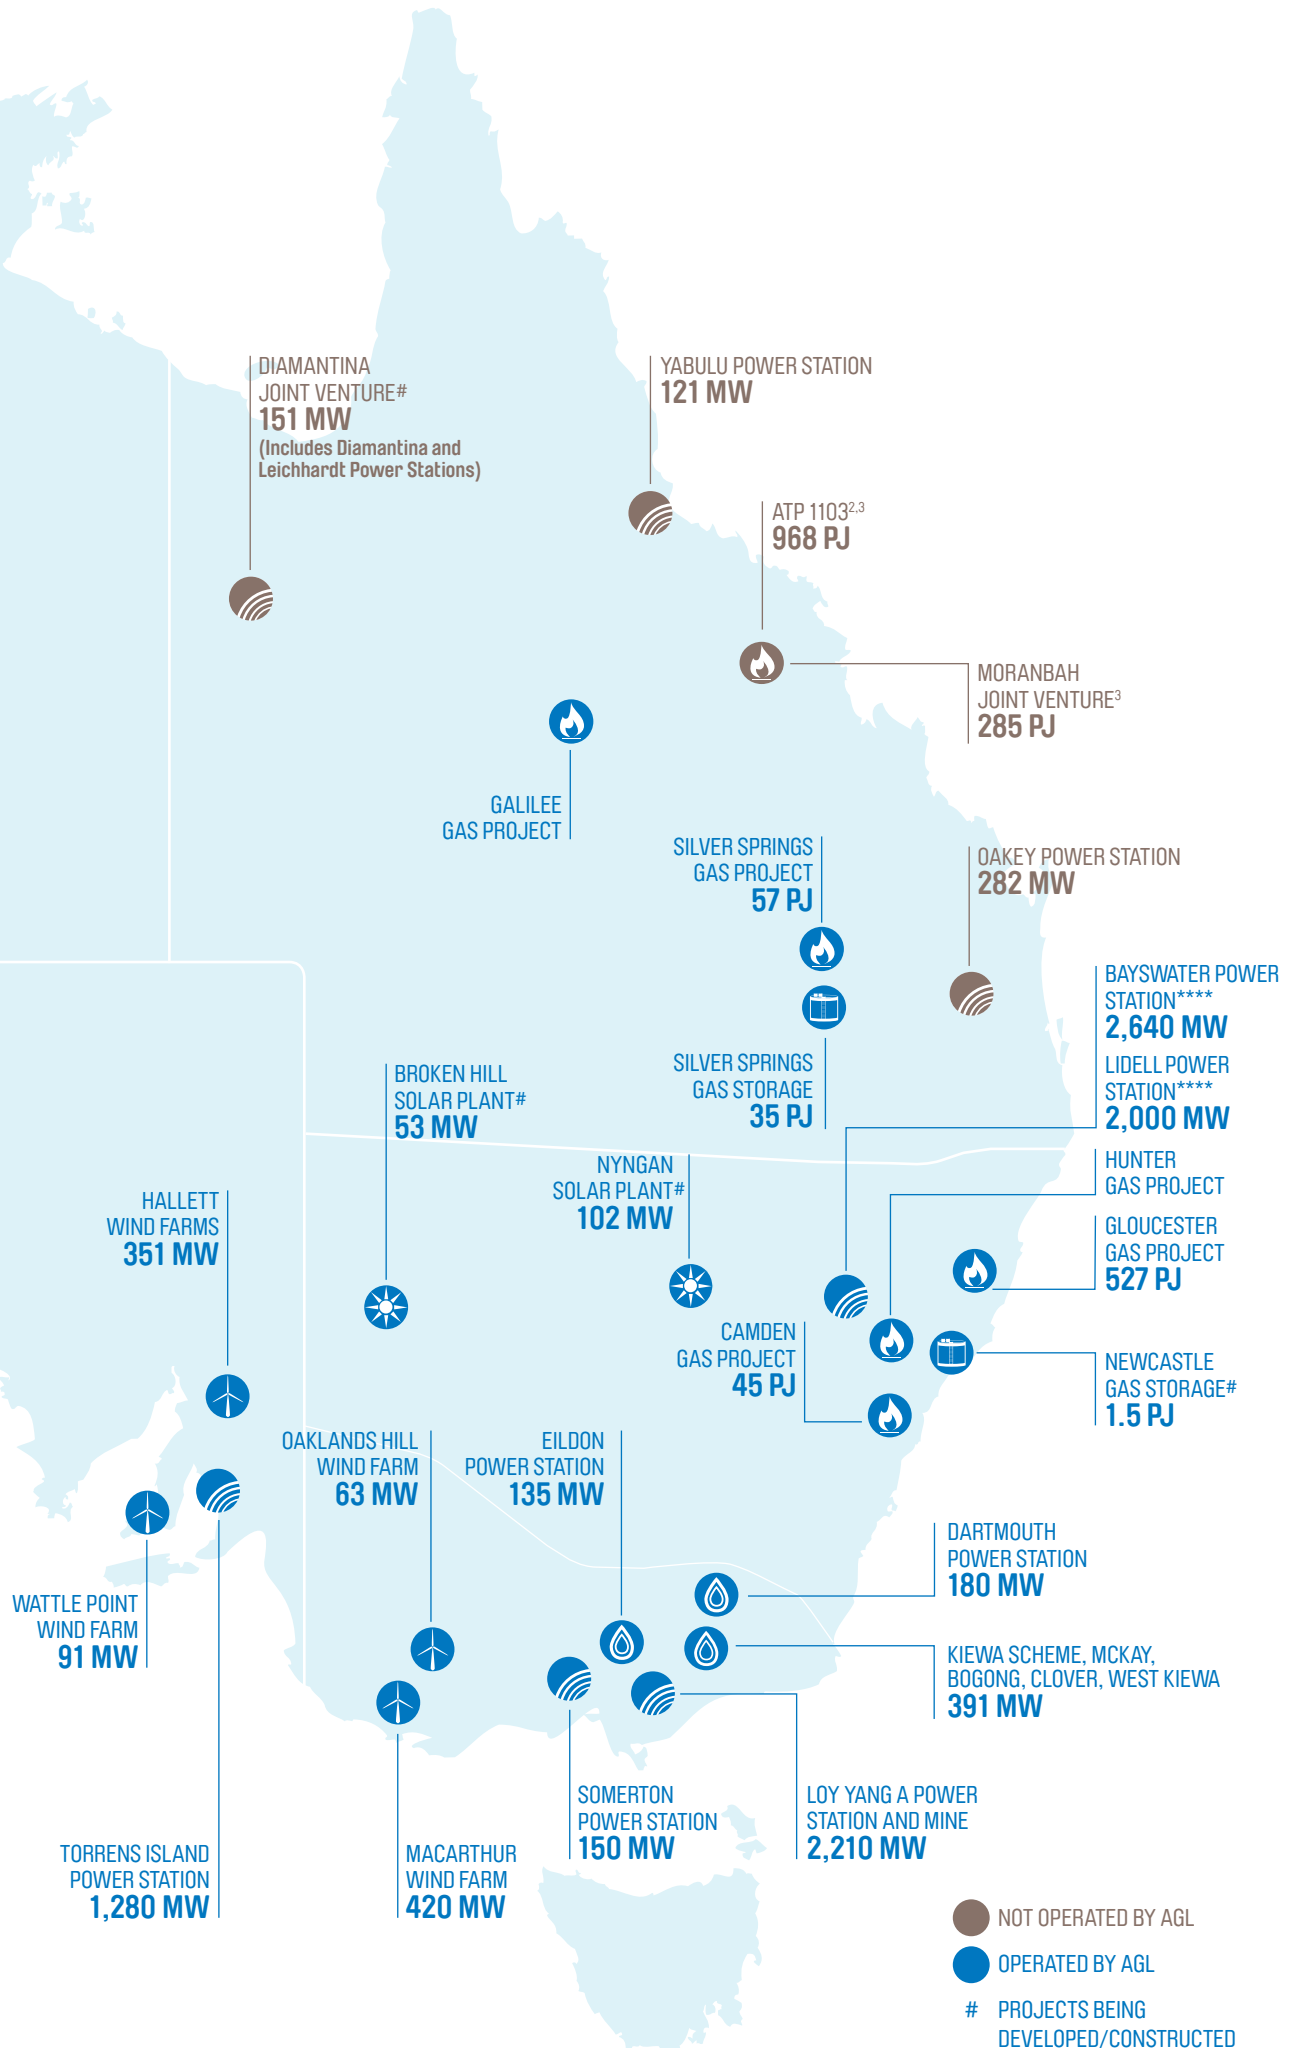 DIAMANTINA
JOINT VENTURE#
151 MW
(Includes Diamantina and
Leichhardt Power Stations)
YABULU POWER STATION
121 MW
ATP 1103²,³
968 PJ
MORANBAH
JOINT VENTURE³
285 PJ
GALILEE
GAS PROJECT
SILVER SPRINGS
GAS PROJECT
57 PJ
OAKEY POWER STATION
282 MW
BAYSWATER POWER
STATION****
2,640 MW
LIDELL POWER
STATION****
2,000 MW
SILVER SPRINGS
GAS STORAGE
35 PJ
BROKEN HILL
SOLAR PLANT#
53 MW
NYNGAN
SOLAR PLANT#
102 MW
HUNTER
GAS PROJECT
GLOUCESTER
GAS PROJECT
527 PJ
HALLETT
WIND FARMS
351 MW
CAMDEN
GAS PROJECT
45 PJ
NEWCASTLE
GAS STORAGE#
1.5 PJ
OAKLANDS HILL
WIND FARM
63 MW
EILDON
POWER STATION
135 MW
DARTMOUTH
POWER STATION
180 MW
WATTLE POINT
WIND FARM
91 MW
KIEWA SCHEME, MCKAY,
BOGONG, CLOVER, WEST KIEWA
391 MW
SOMERTON
POWER STATION
150 MW
LOY YANG A POWER
STATION AND MINE
2,210 MW
TORRENS ISLAND
POWER STATION
1,280 MW
MACARTHUR
WIND FARM
420 MW
NOT OPERATED BY AGL
OPERATED BY AGL
# PROJECTS BEING
DEVELOPED/CONSTRUCTED